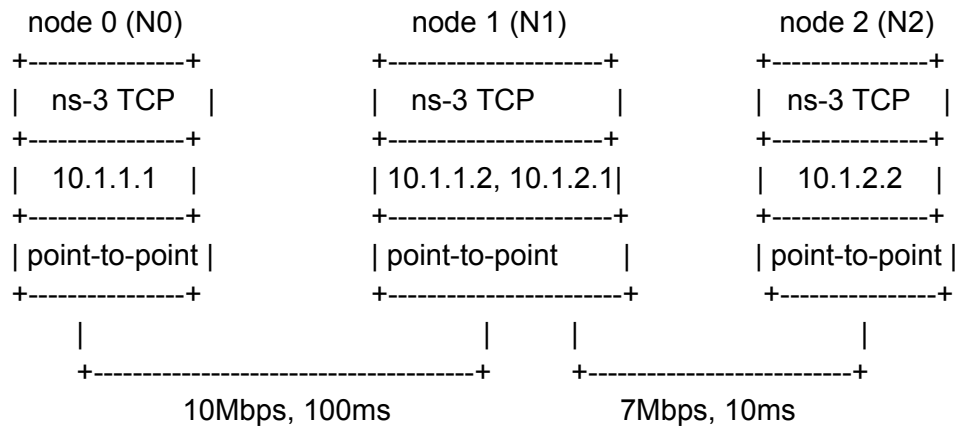 node 0 (N0) node 1 (N1) node 2 (N2)
+----------------+ +----------------------+ +---------------+
| ns-3 TCP | | ns-3 TCP | | ns-3 TCP |
+----------------+ +----------------------+ +---------------+
| 10.1.1.1 | | 10.1.1.2, 10.1.2.1| | 10.1.2.2 |
+----------------+ +-----------------------+ +---------------+
| point-to-point | | point-to-point | | point-to-point |
+----------------+ +------------------------+ +----------------+
| | | |
+---------------------------------------+ +---------------------------+
10Mbps, 100ms 7Mbps, 10ms